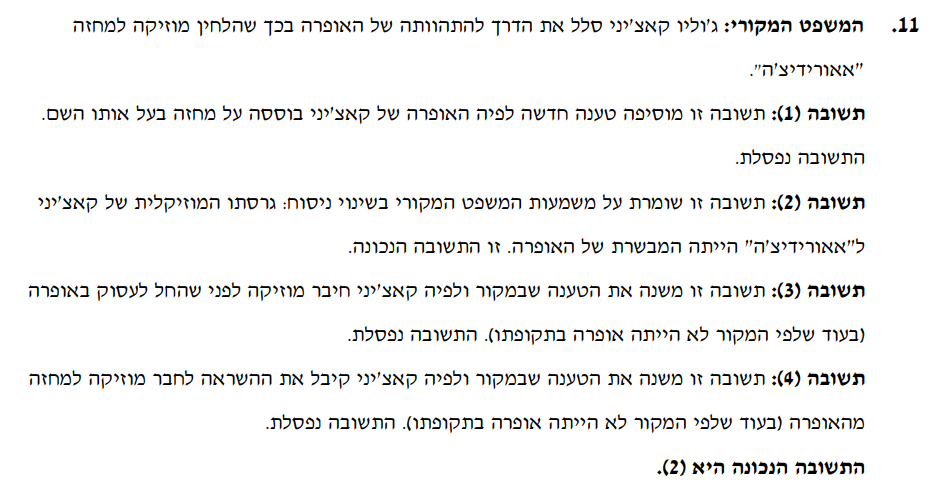 11. המשפט המקורי: ג'וליו קאצ'יני סלל את הדרך להתהוותה של האופרה בכך שהלחין מוזיקה למחזה
"אאורידיצ'ה".
תשובה (1): תשובה זו מוסיפה טענה חדשה לפיה האופרה של קאצ'יני בוססה על מחזה בעל אותו השם.
התשובה נפסלת.
תשובה (2): תשובה זו שומרת על משמעות המשפט המקורי בשינוי ניסוח: גרסתו המוזיקלית של קאצ'יני
ל"אאורידיצ'ה" הייתה המבשרת של האופרה. זו התשובה הנכונה.
תשובה (3): תשובה זו משנה את הטענה שבמקור ולפיה קאצ'יני חיבר מוזיקה לפני שהחל לעסוק באופרה
(בעוד שלפי המקור לא הייתה אופרה בתקופתו). התשובה נפסלת.
תשובה (4): תשובה זו משנה את הטענה שבמקור ולפיה קאצ'יני קיבל את ההשראה לחבר מוזיקה למחזה
מהאופרה (בעוד שלפי המקור לא הייתה אופרה בתקופתו). התשובה נפסלת.
התשובה הנכונה היא (2).